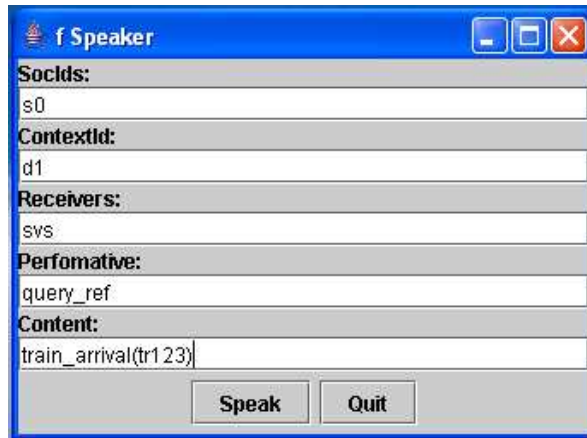 f Speaker
SocIds:
s0
ContextId:
d1
Receivers:
svs
Perfomative:
query_ref
Content:
train_arrival(tr123)
Speak Quit